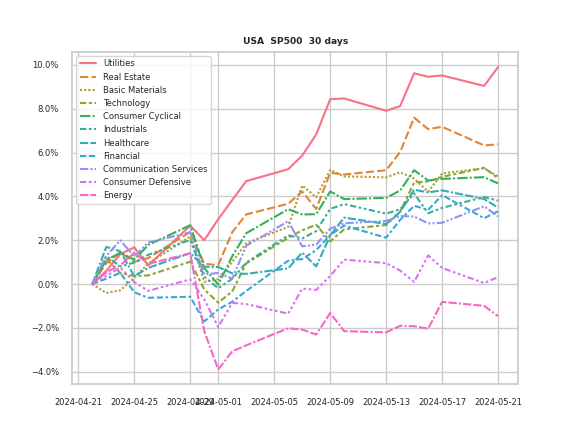 USA SP500 30 days
10.0%
8.0%
6.0%
4.0%
2.0%
0.0%
−2.0%
−4.0%
Utilities
Real Estate
Basic Materials
Technology
Consumer Cyclical
Industrials
Healthcare
Financial
Communication Services
Consumer Defensive
Energy
2024-04-21 2024-04-25 2024-04-29 2024-05-01 2024-05-05 2024-05-09 2024-05-13 2024-05-17 2024-05-21